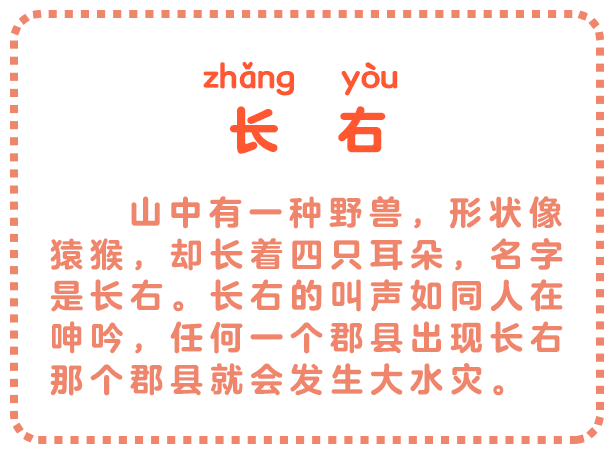 zhǎng yòu
长 右
山中有一种野兽，形状像
猿猴，却长着四只耳朵，名字
是长右。长右的叫声如同人在
呻吟，任何一个郡县出现长右
那个郡县就会发生大水灾。